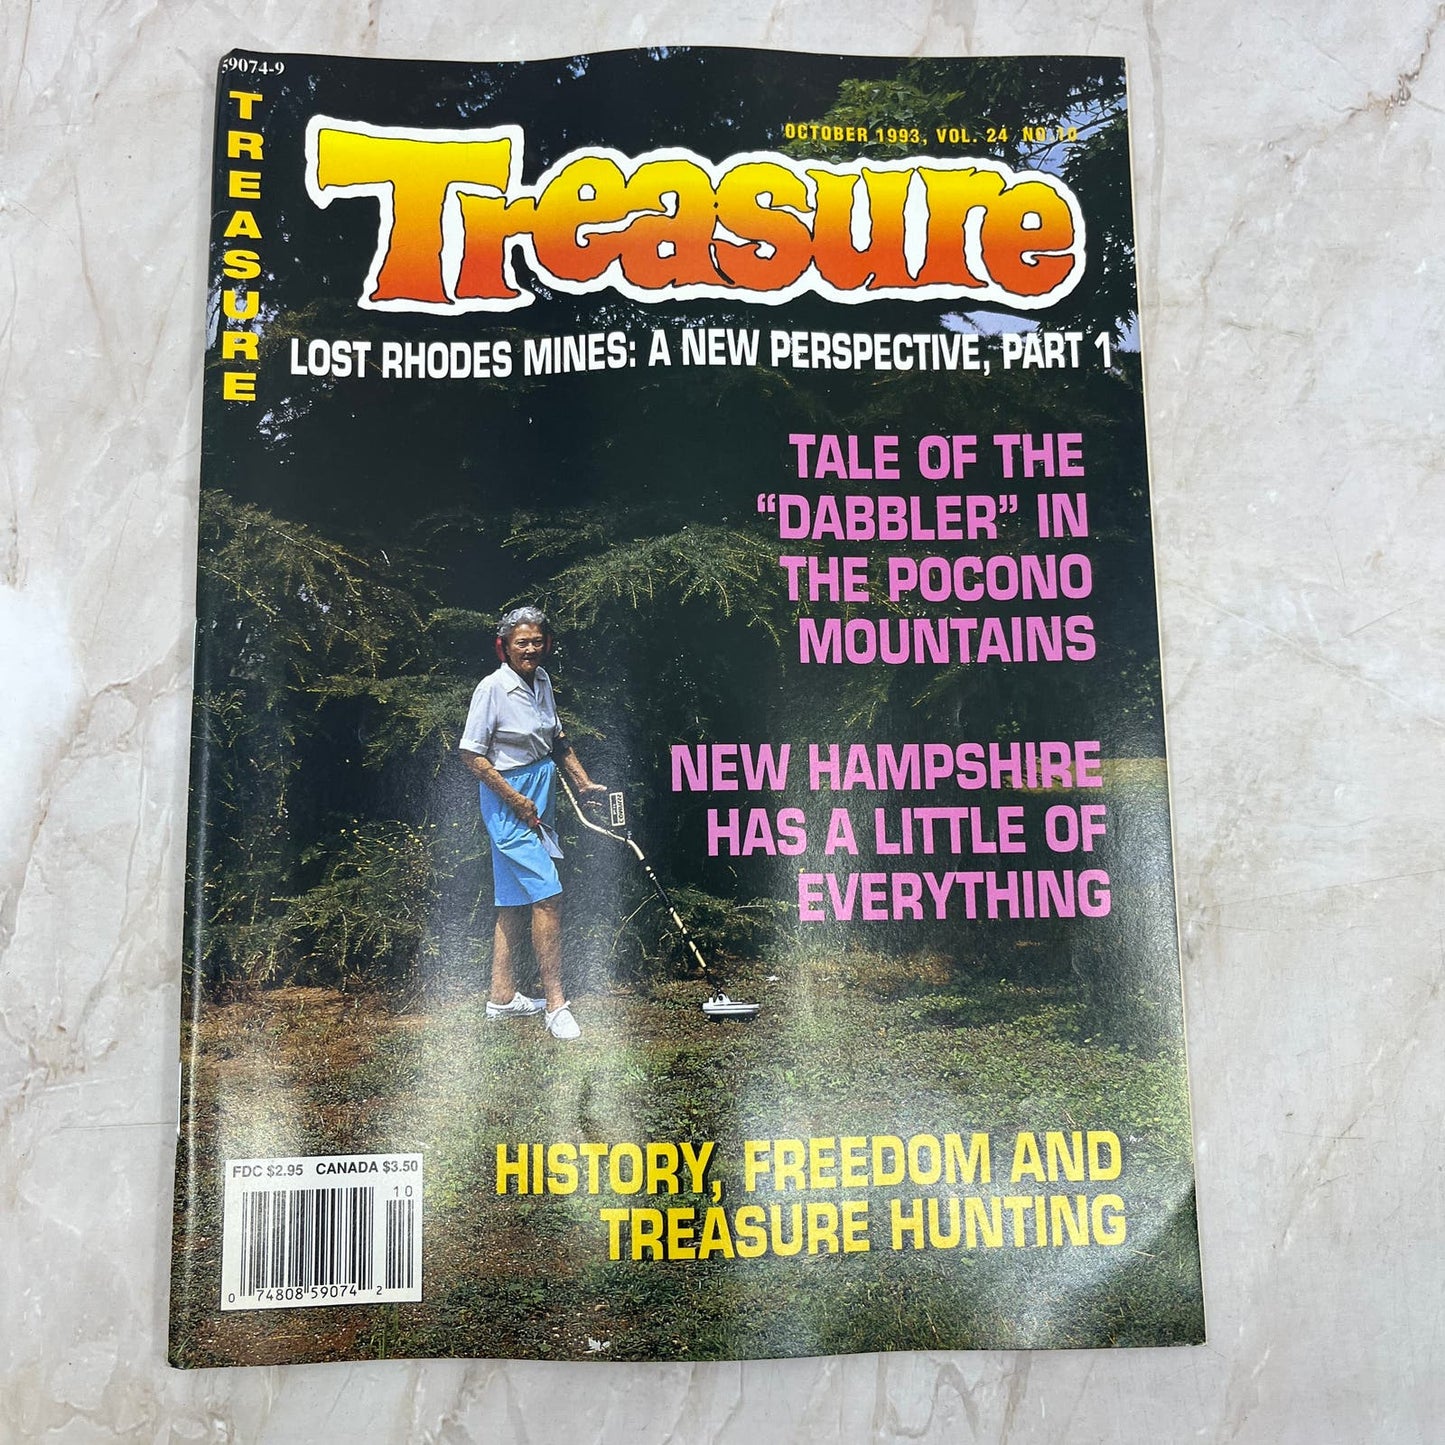 59074-9
TREASURE
OCTOBER 1993, VOL. 24 NO 10
Treasure
LOST RHODES MINES: A NEW PERSPECTIVE, PART 1
TALE OF THE
“DABBLER” IN
THE POCONO
MOUNTAINS
NEW HAMPSHIRE
HAS A LITTLE OF
EVERYTHING
HISTORY, FREEDOM AND
TREASURE HUNTING
FDC $2.95 CANADA $3.50
10
0 74808 59074 2